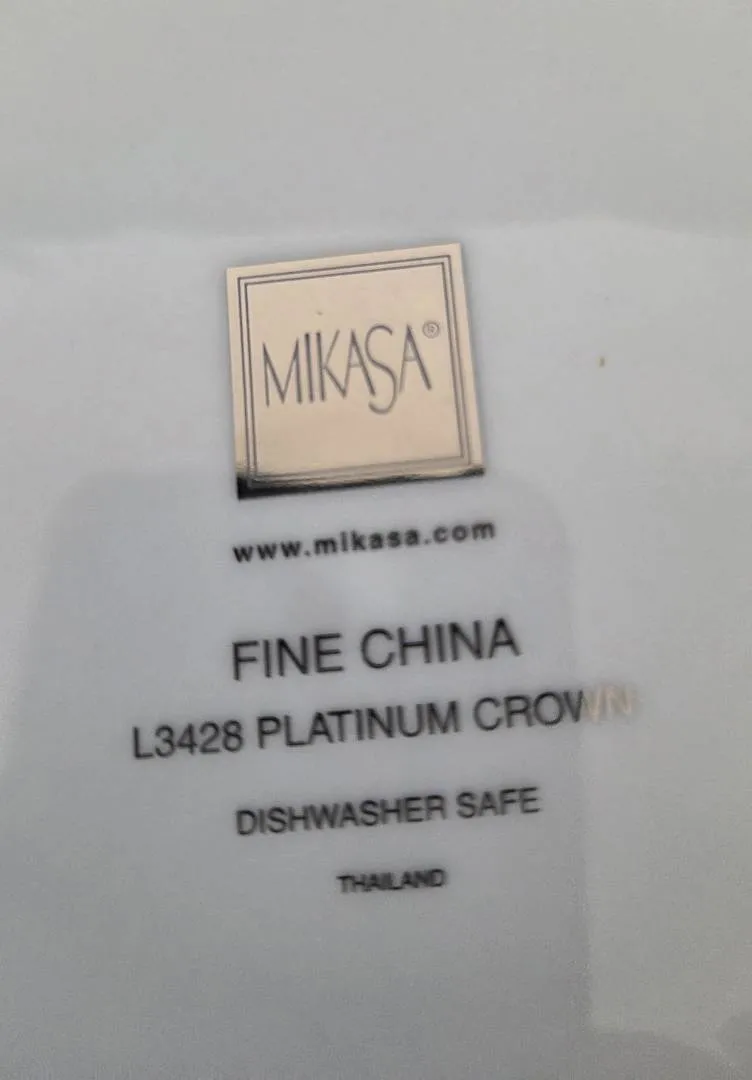 MIKASA®
www.mikasa.com
FINE CHINA
L3428 PLATINUM CROWN
DISHWASHER SAFE
THAILAND